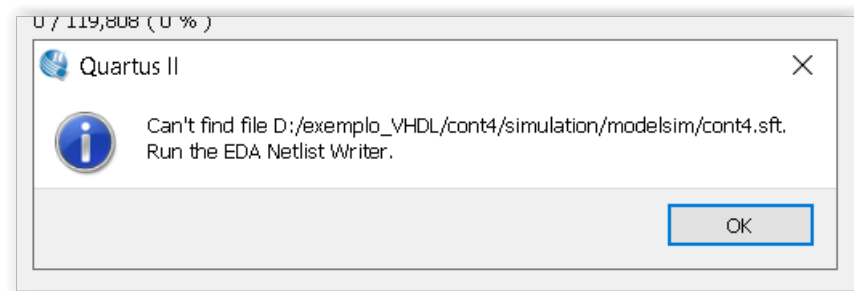 0 / 119,808 ( 0 % )
Quartus II
Can't find file D:/exemplo_VHDL/cont4/simulation/modelsim/cont4.sft.
Run the EDA Netlist Writer.
OK